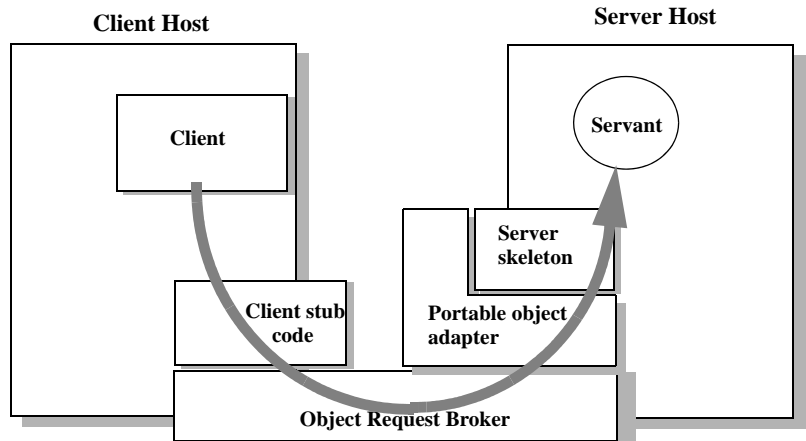 Client Host
Server Host
Client
Servant
Server
skeleton
Client stub
code
Portable object
adapter
Object Request Broker